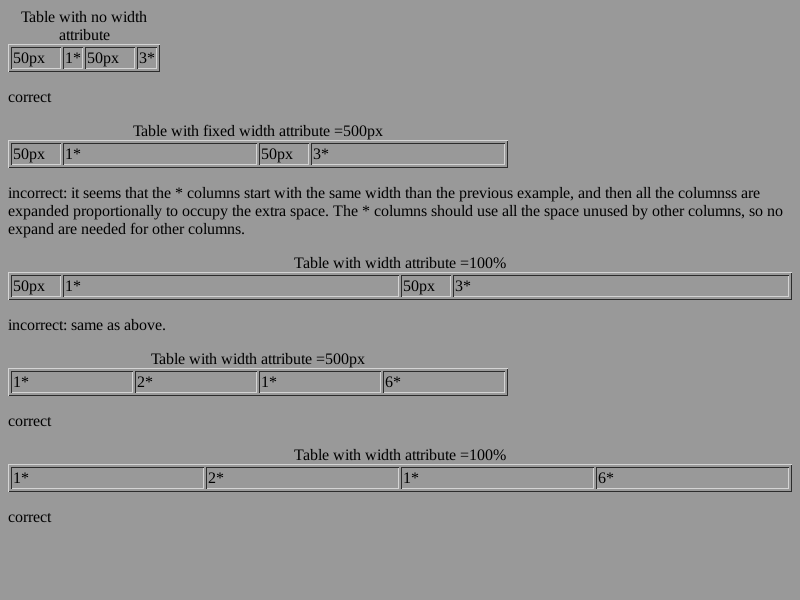 Table with no width
attribute
50px 1* 50px 3*
correct
Table with fixed width attribute =500px
50px 1* 50px 3*
incorrect: it seems that the * columns start with the same width than the previous example, and then all the columnss are
expanded proportionally to occupy the extra space. The * columns should use all the space unused by other columns, so no
expand are needed for other columns.
Table with width attribute =100%
50px 1* 50px 3*
incorrect: same as above.
Table with width attribute =500px
1* 2* 1* 6*
correct
Table with width attribute =100%
1* 2* 1* 6*
correct